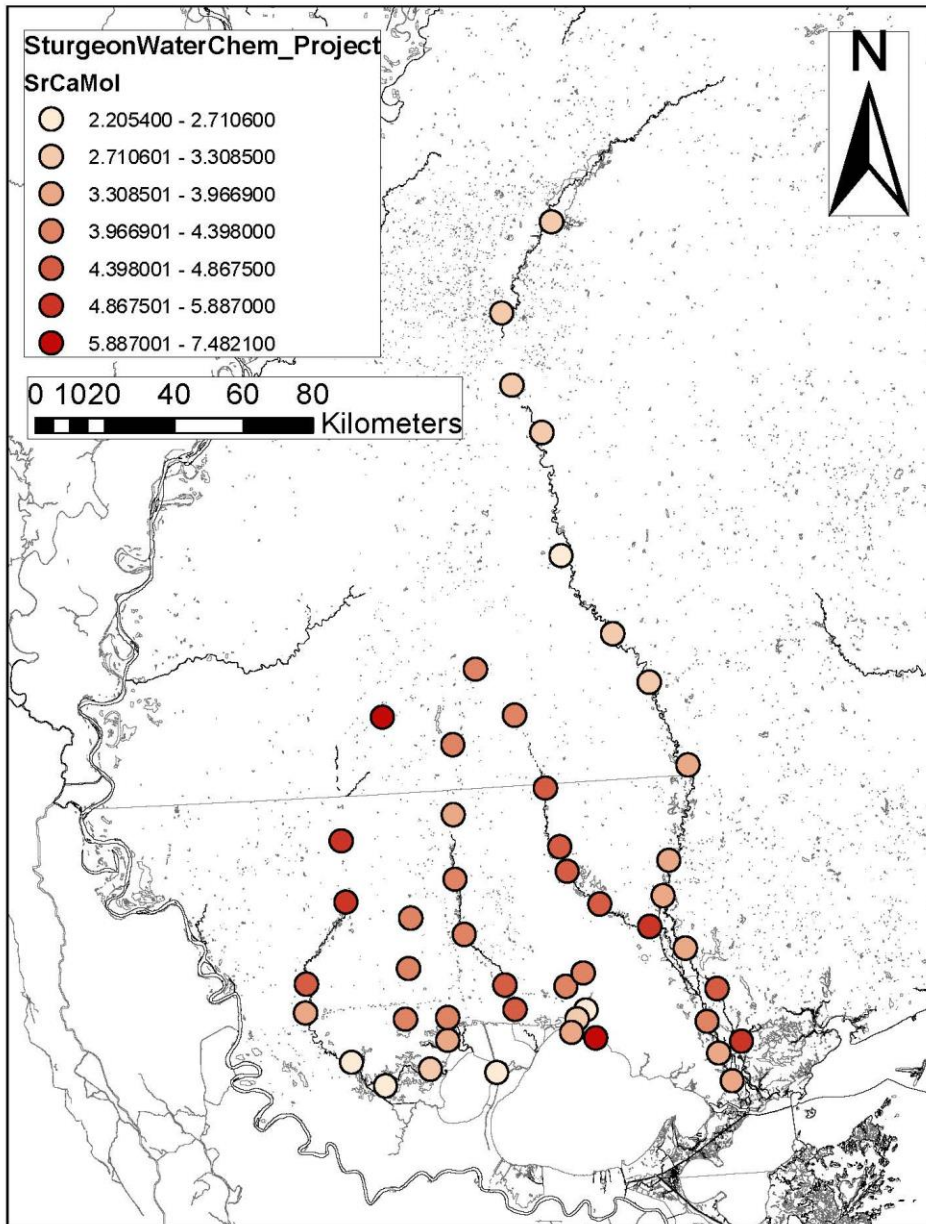 SturgeonWaterChem_Project
SrCaMol
2.205400 - 2.710600
2.710601 - 3.308500
3.308501 - 3.966900
3.966901 - 4.398000
4.398001 - 4.867500
4.867501 - 5.887000
5.887001 - 7.482100
N
0 1020 40 60 80
Kilometers